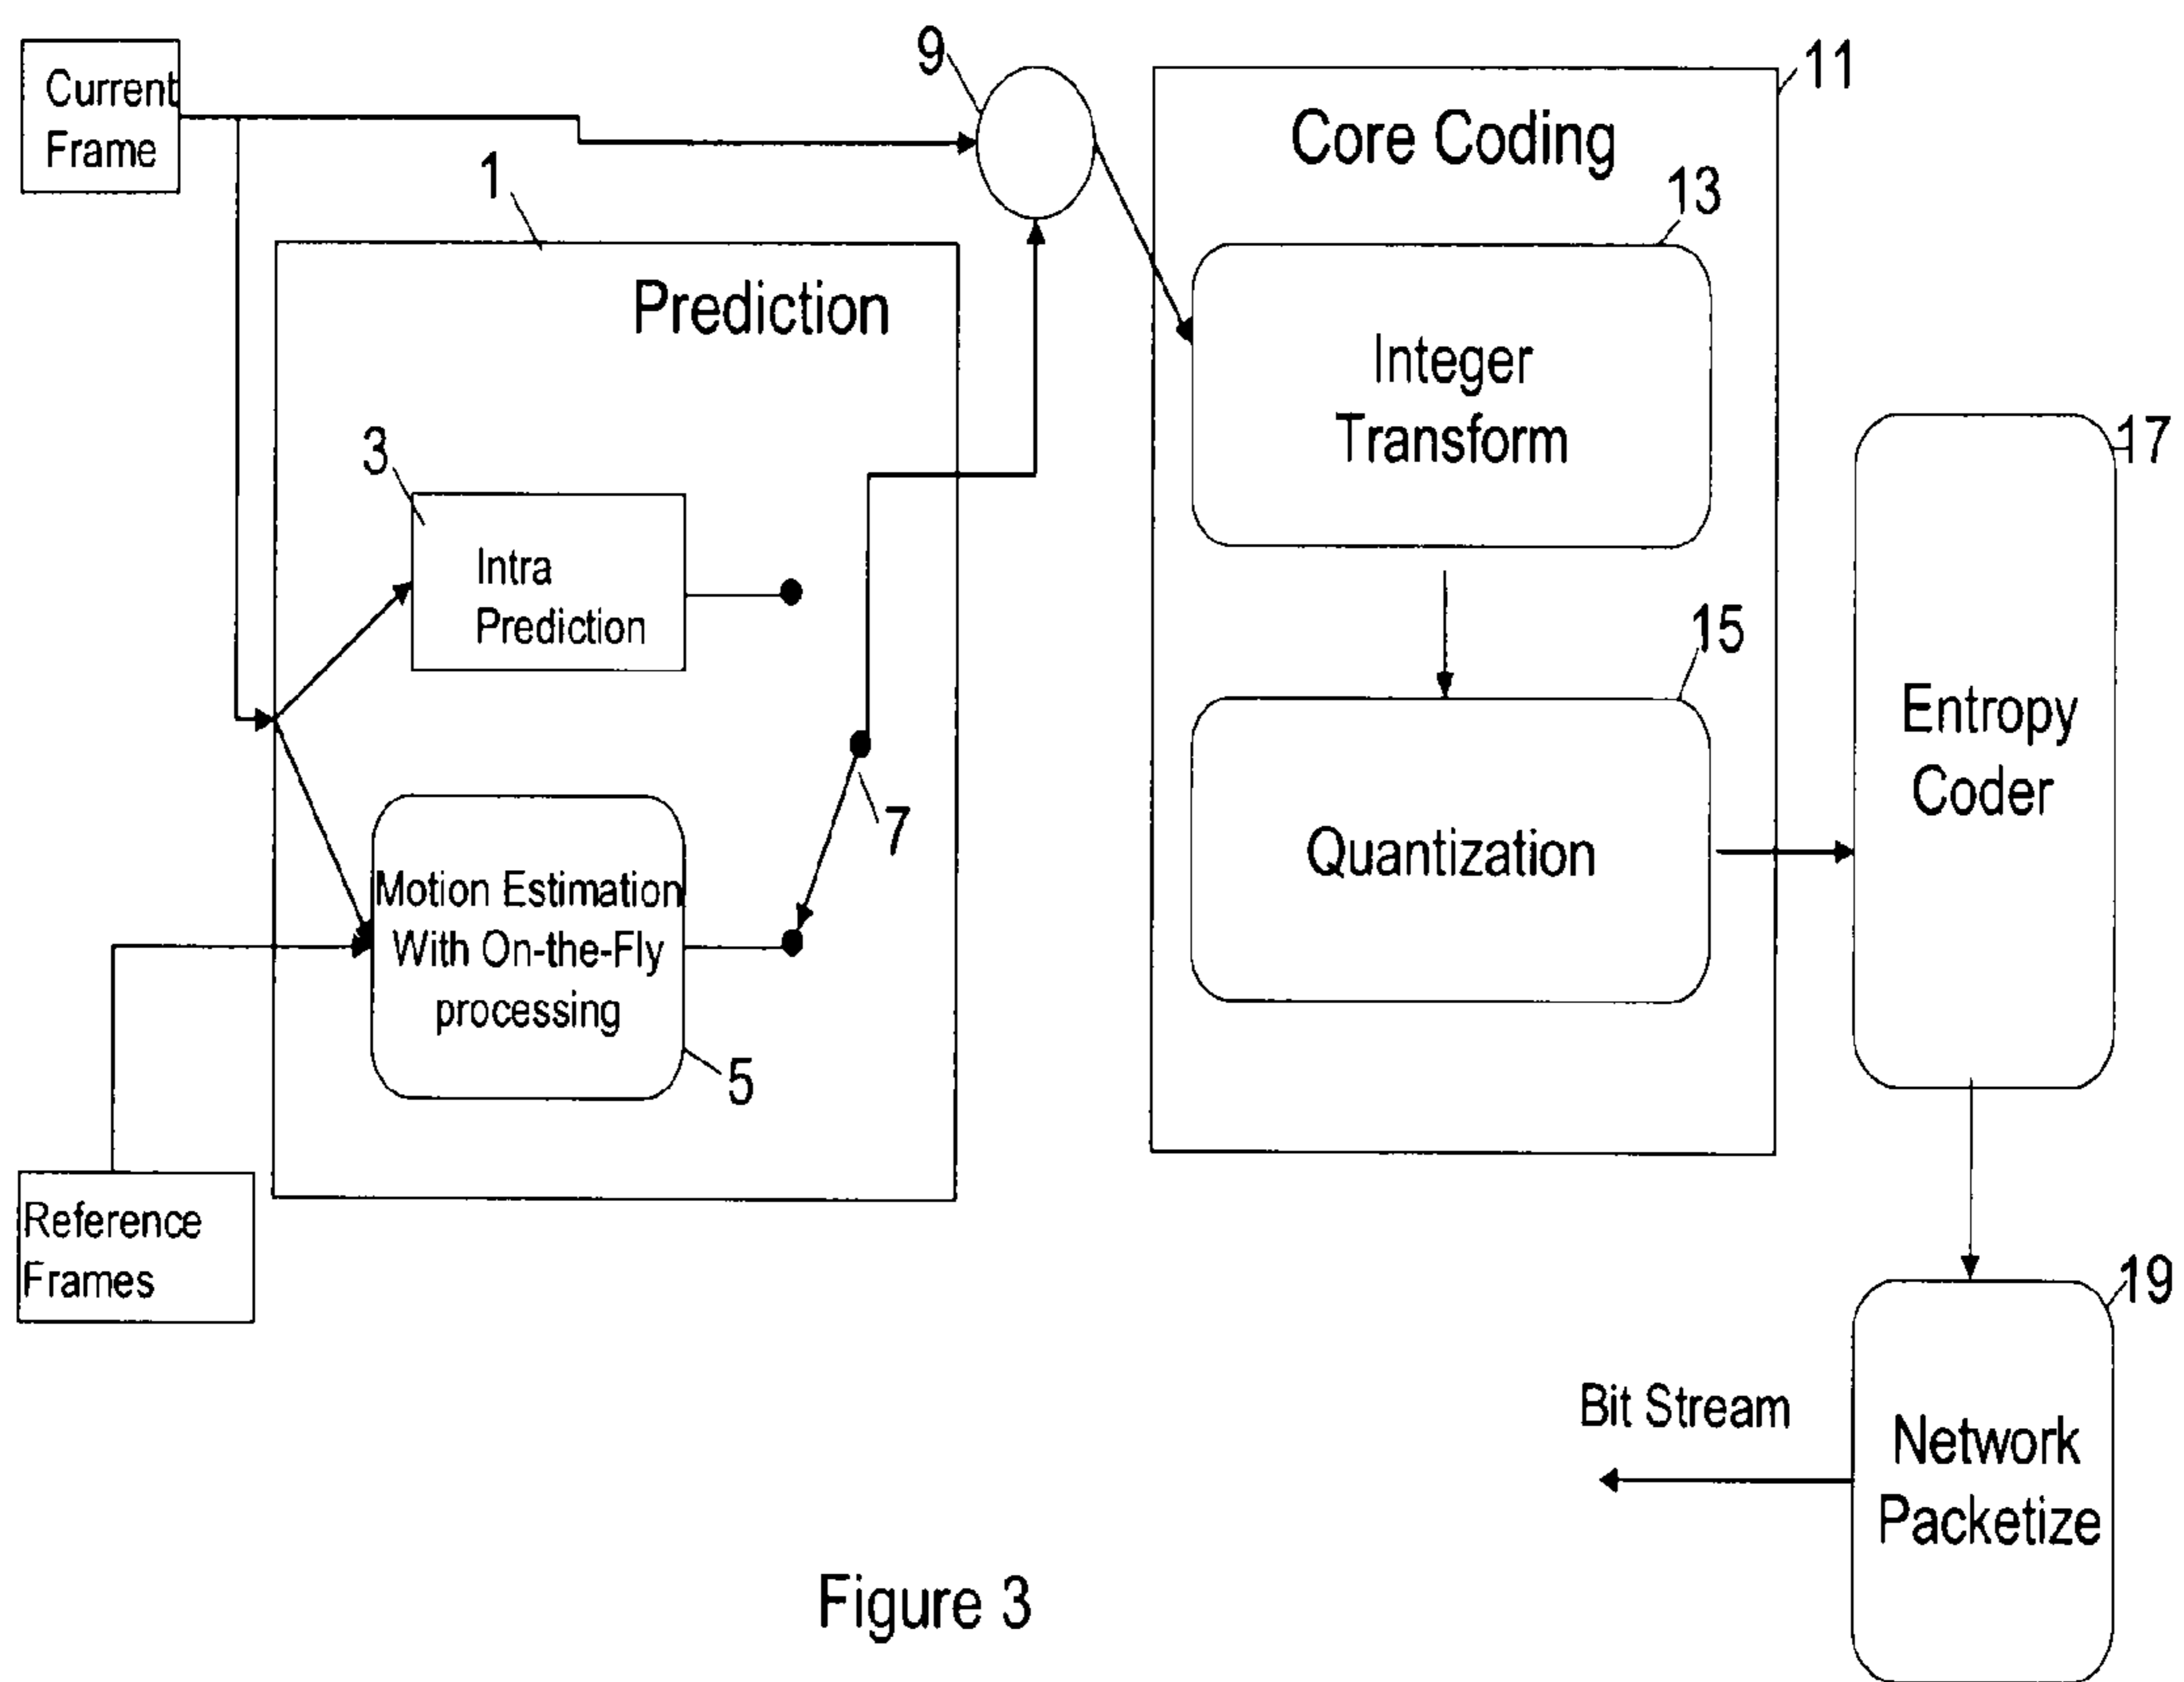 Current
Frame
9
11
Core Coding
1
13
Prediction
Integer
Transform
3
17
Intra
Prediction
15
Entropy
Coder
7
Quantization
Motion Estimation
With On-the-Fly
processing
5
Reference
Frames
19
Bit Stream
Network
Packetize
Figure 3